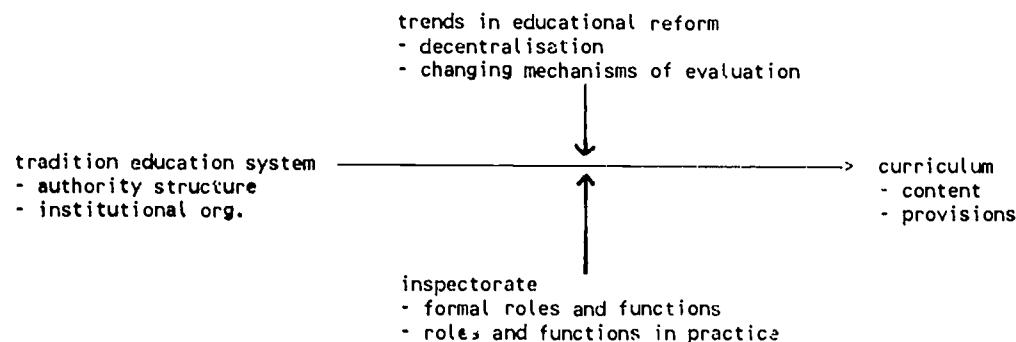 trends in educational reform
- decentralisation
- changing mechanisms of evaluation
tradition education system
- authority structure
- institutional org.
curriculum
- content
- provisions
inspectorate
- formal roles and functions
- roles and functions in practice